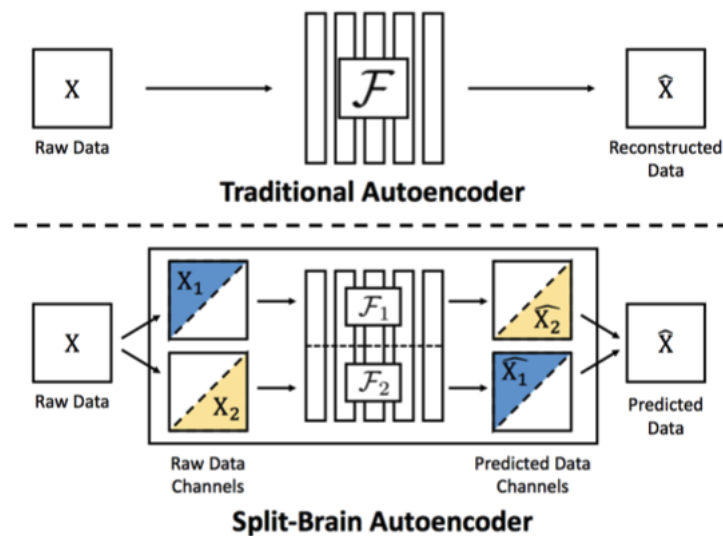 X
Raw Data
ℱ
X̂
Reconstructed
Data
Traditional Autoencoder
X
Raw Data
X₁
X₂
ℱ₁
ℱ₂
X̂₂
X̂₁
X̂
Predicted
Data
Raw Data
Channels
Predicted Data
Channels
Split-Brain Autoencoder